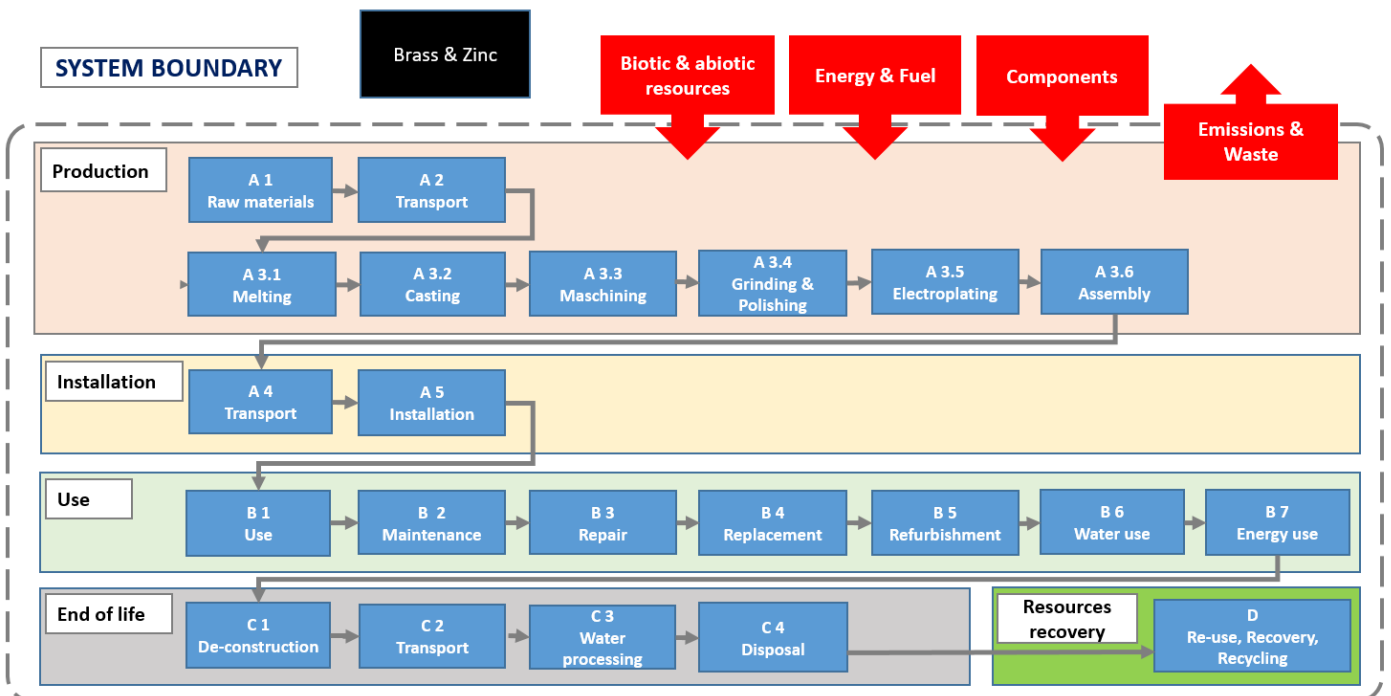 SYSTEM BOUNDARY
Brass & Zinc
Biotic & abiotic
resources
Energy & Fuel
Components
Emissions &
Waste
Production
A 1
Raw materials
A 2
Transport
A 3.1
Melting
A 3.2
Casting
A 3.3
Maschining
A 3.4
Grinding &
Polishing
A 3.5
Electroplating
A 3.6
Assembly
Installation
A 4
Transport
A 5
Installation
Use
B 1
Use
B 2
Maintenance
B 3
Repair
B 4
Replacement
B 5
Refurbishment
B 6
Water use
B 7
Energy use
End of life
C 1
De-construction
C 2
Transport
C 3
Water
processing
C 4
Disposal
Resources
recovery
D
Re-use, Recovery,
Recycling